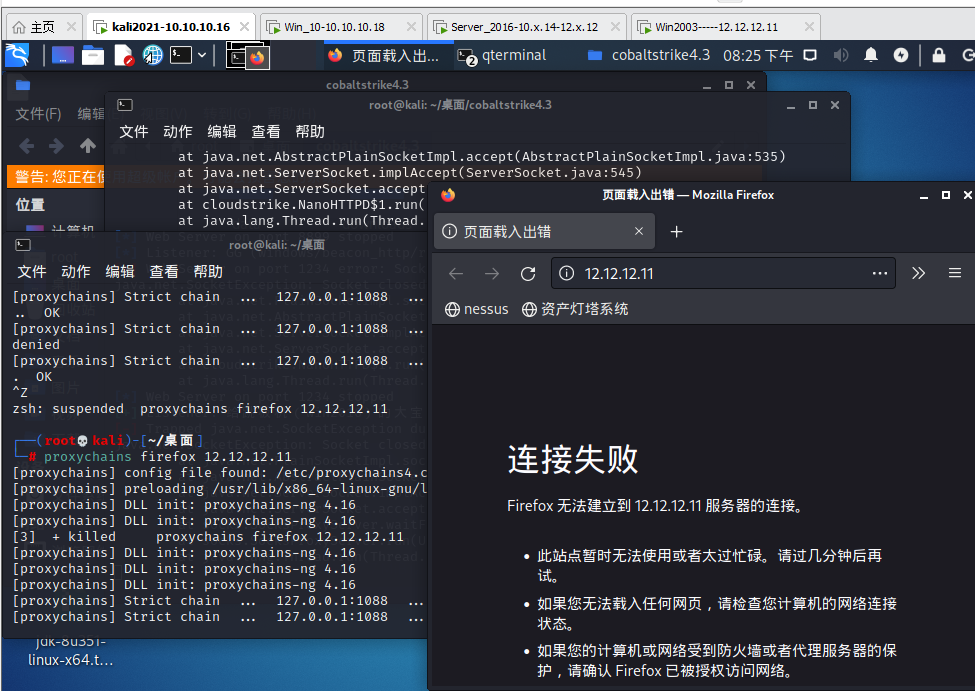 主页
kali2021-10.10.10.16
Win_10-10.10.10.18
Server_2016-10.x.14-12.x.12
Win2003-----12.12.12.11
页面载入出...
2
qterminal
cobaltstrike4.3
08:25 下午
cobaltstrike4.3
文件(F)
编辑
警告: 您正在使
位置
root@kali: ~/桌面/cobaltstrike4.3
文件 动作 编辑 查看 帮助
at java.net.AbstractPlainSocketImpl.accept(AbstractPlainSocketImpl.java:535)
at java.net.ServerSocket.implAccept(ServerSocket.java:545)
at java.net.ServerSocket.accept
at cloudstrike.NanoHTTPD$1.run(
at java.lang.Thread.run(Thread.
root@kali: ~/桌面
文件 动作 编辑 查看 帮助
[proxychains] Strict chain ... 127.0.0.1:1088 ...
.. OK
[proxychains] Strict chain ... 127.0.0.1:1088 ...
denied
[proxychains] Strict chain ... 127.0.0.1:1088 ...
. OK
^Z
zsh: suspended proxychains firefox 12.12.12.11
(root💀kali)-[~/桌面]
# proxychains firefox 12.12.12.11
[proxychains] config file found: /etc/proxychains4.c
[proxychains] preloading /usr/lib/x86_64-linux-gnu/l
[proxychains] DLL init: proxychains-ng 4.16
[proxychains] DLL init: proxychains-ng 4.16
[3] + killed proxychains firefox 12.12.12.11
[proxychains] DLL init: proxychains-ng 4.16
[proxychains] DLL init: proxychains-ng 4.16
[proxychains] DLL init: proxychains-ng 4.16
[proxychains] Strict chain ... 127.0.0.1:1088 ...
[proxychains] Strict chain ... 127.0.0.1:1088 ...
jdk-8u351-
linux-x64.t...
页面载入出错 — Mozilla Firefox
页面载入出错
12.12.12.11
nessus
资产灯塔系统
连接失败
Firefox 无法建立到 12.12.12.11 服务器的连接。
• 此站点暂时无法使用或者太过忙碌。请过几分钟后再
试。
• 如果您无法载入任何网页，请检查您计算机的网络连接
状态。
• 如果您的计算机或网络受到防火墙或者代理服务器的保
护，请确认 Firefox 已被授权访问网络。